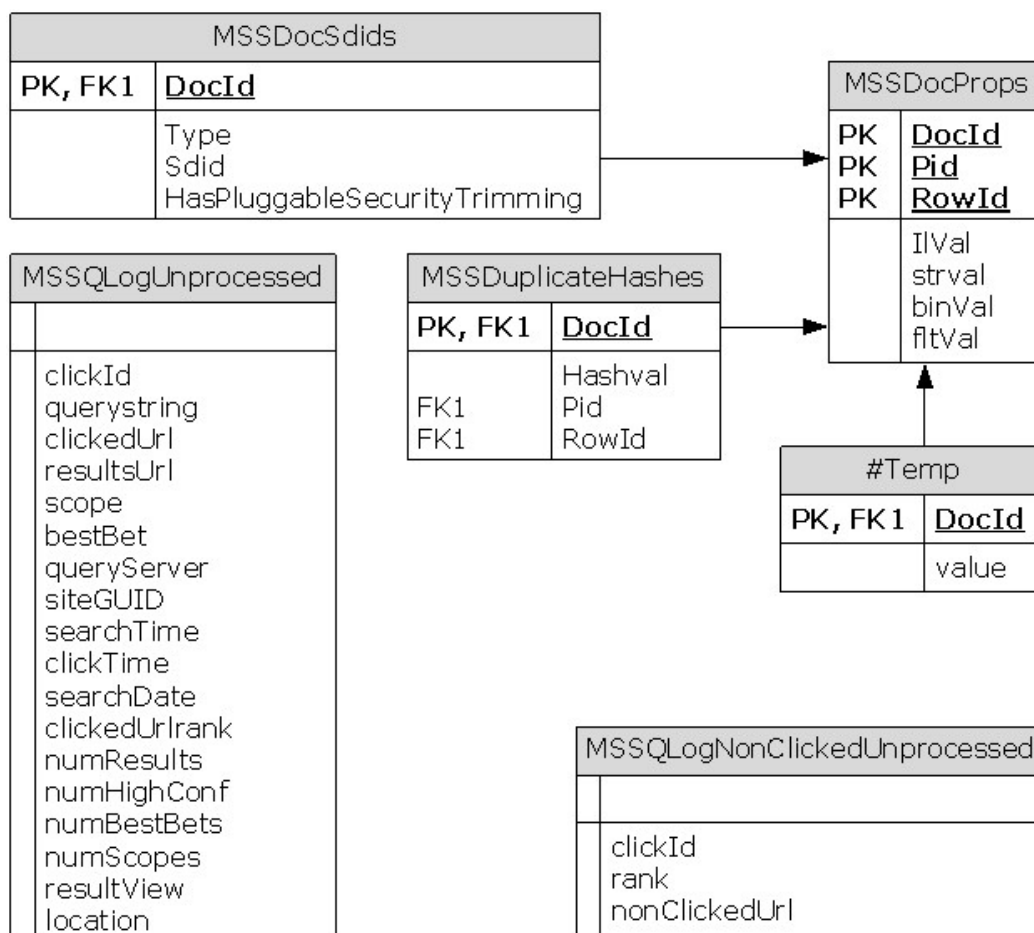 MSSDocSdids
PK, FK1 DocId
Type
Sdid
HasPluggableSecurityTrimming
MSSDocProps
PK DocId
PK Pid
PK RowId
IlVal
strval
binVal
fltVal
MSSQLogUnprocessed
clickId
querystring
clickedUrl
resultsUrl
scope
bestBet
queryServer
siteGUID
searchTime
clickTime
searchDate
clickedUrlrank
numResults
numHighConf
numBestBets
numScopes
resultView
location
MSSDuplicateHashes
PK, FK1 DocId
Hashval
FK1 Pid
FK1 RowId
#Temp
PK, FK1 DocId
value
MSSQLogNonClickedUnprocessed
clickId
rank
nonClickedUrl